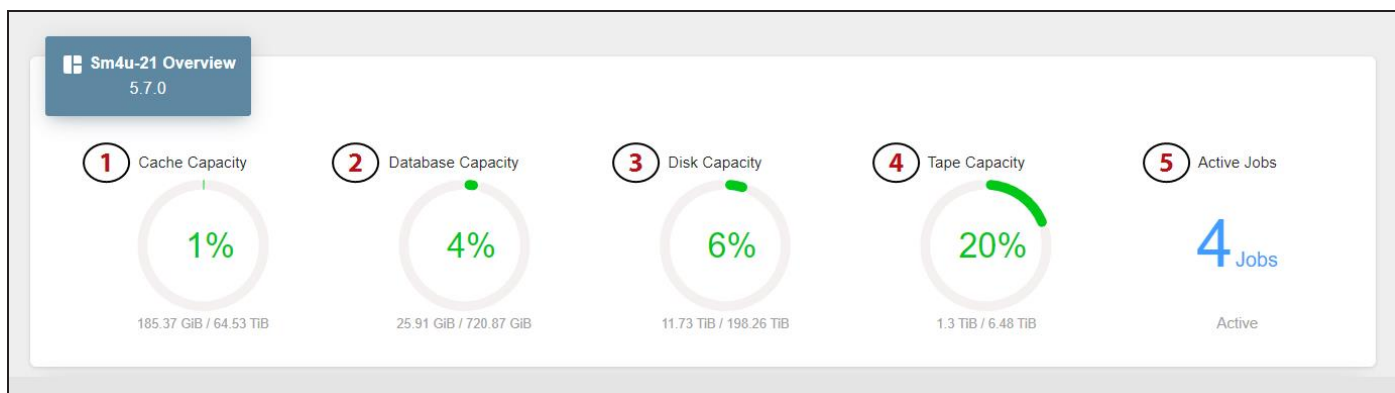 Sm4u-21 Overview
5.7.0
1 Cache Capacity
2 Database Capacity
3 Disk Capacity
4 Tape Capacity
5 Active Jobs
1%
4%
6%
20%
4 Jobs
185.37 GiB / 64.53 TiB
25.91 GiB / 720.87 GiB
11.73 TiB / 198.26 TiB
1.3 TiB / 6.48 TiB
Active